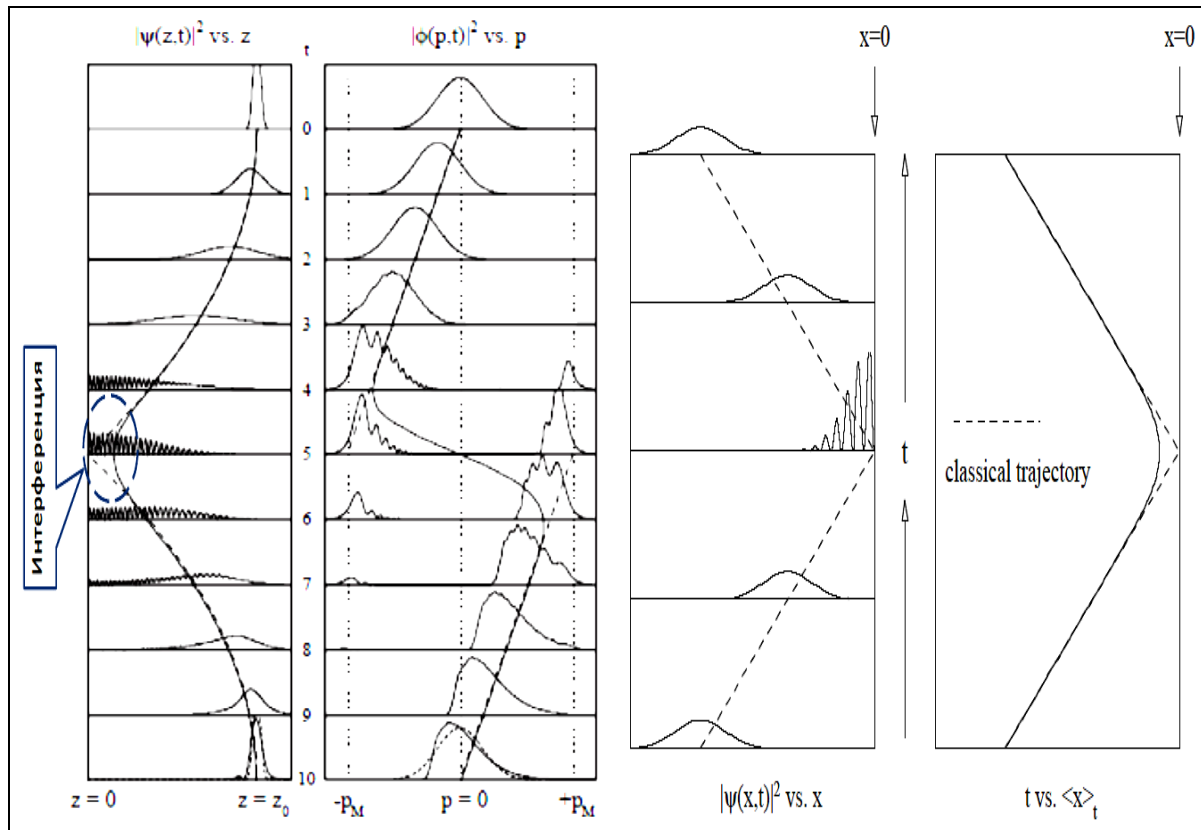 |ψ(z,t)|² vs. z
t
|ϕ(p,t)|² vs. p
x=0
x=0
0
1
2
3
4
5
6
7
8
9
10
Интерференция
t
classical trajectory
z = 0
z = z₀
-p_M
p = 0
+p_M
|ψ(x,t)|² vs. x
t vs. <x>_t